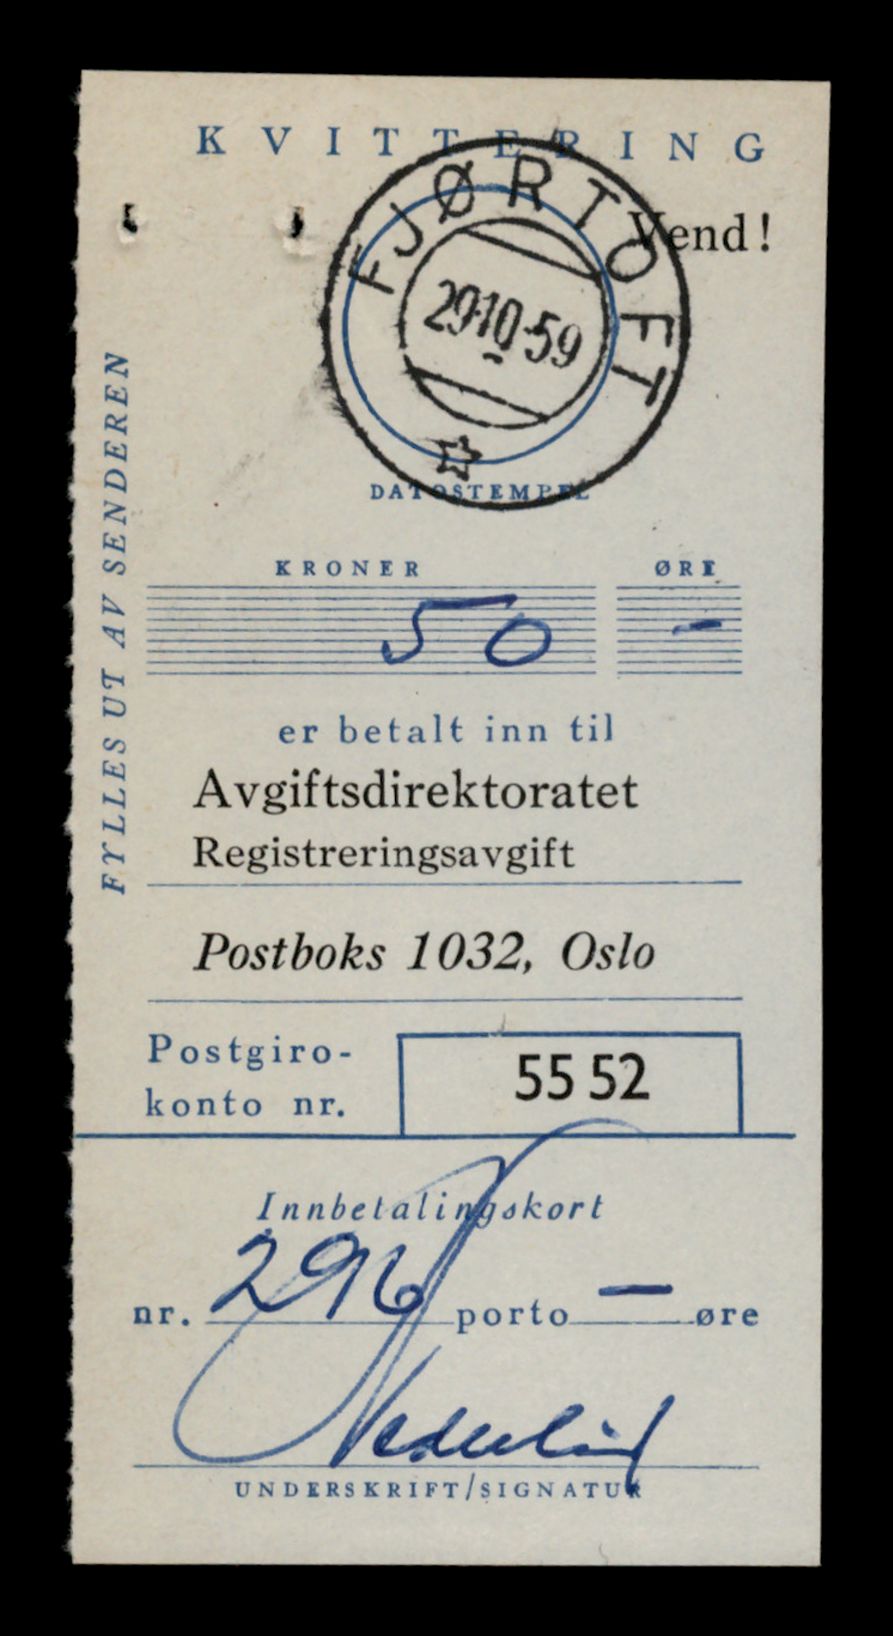 KVITTERING
Vend!
FJØRTOFT
29-10-59
DATOSTEMPEL
FYLLES UT AV SENDEREN
KRONER ØRE
50 -
er betalt inn til
Avgiftsdirektoratet
Registreringsavgift
Postboks 1032, Oslo
Postgiro-
konto nr. 55 52
Innbetalingskort
nr. 296 porto — øre
UNDERSKRIFT/SIGNATUR